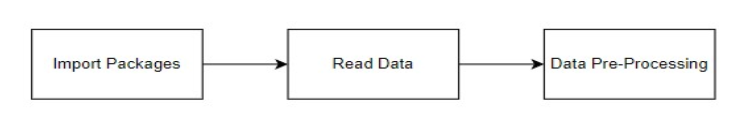 Import Packages
Read Data
Data Pre-Processing